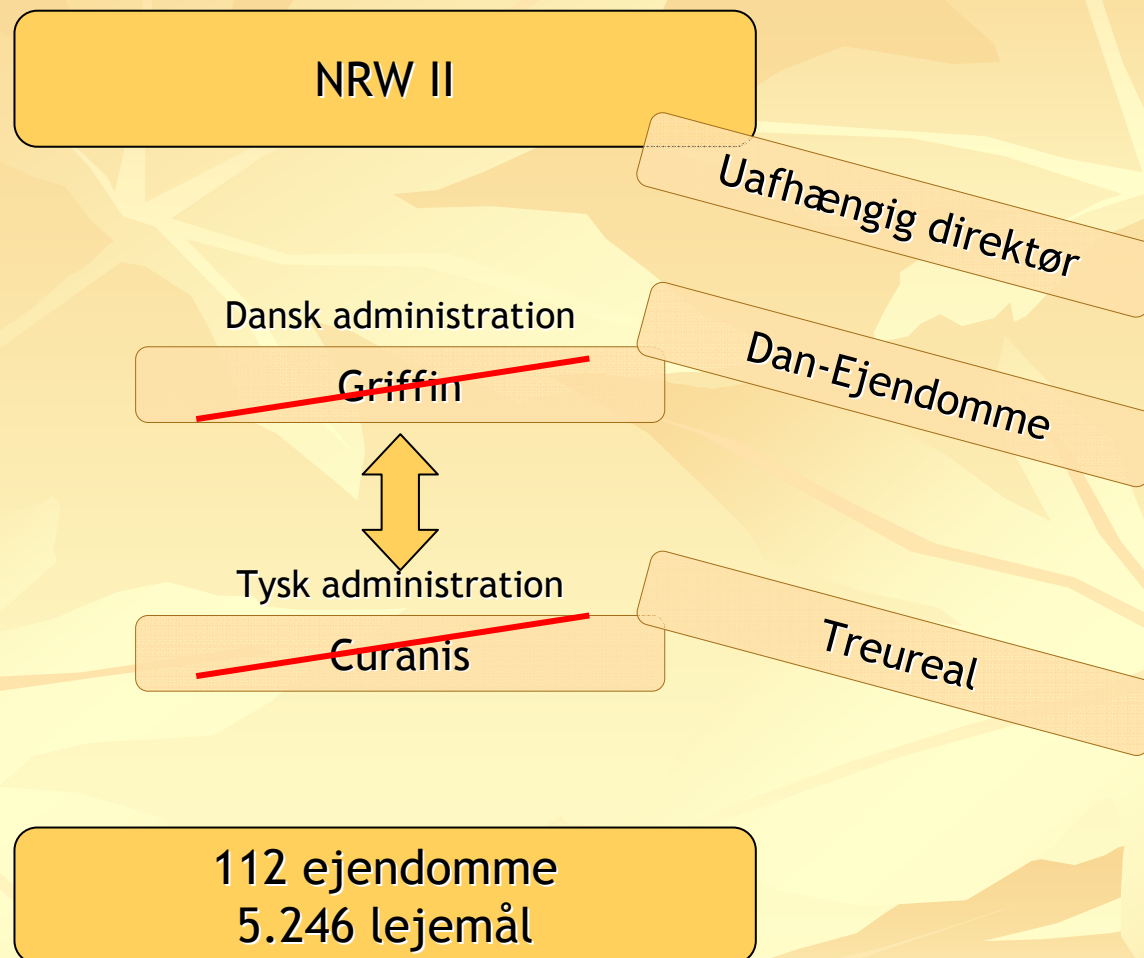 NRW II
Uafhængig direktør
Dansk administration
Griffin
Dan-Ejendomme
Tysk administration
Curanis
Treureal
112 ejendomme
5.246 lejemål